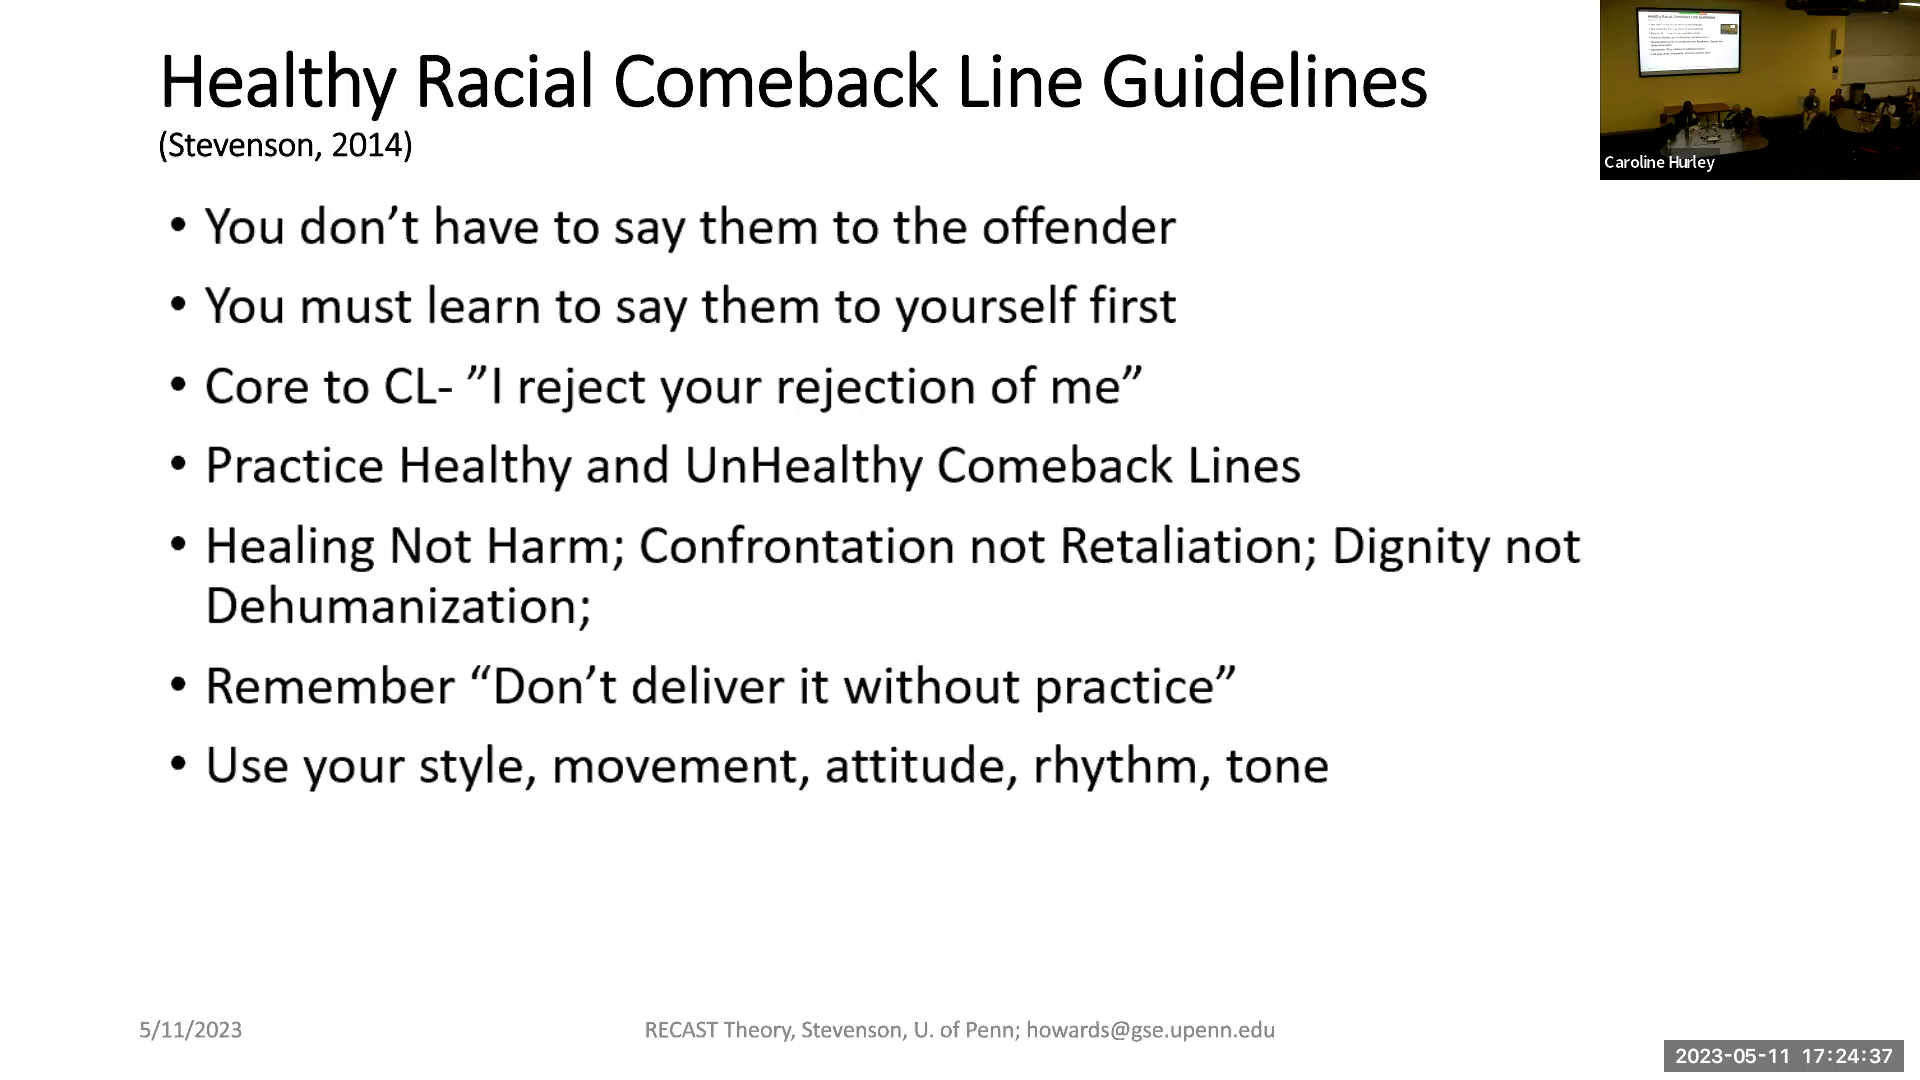 Healthy Racial Comeback Line Guidelines
(Stevenson, 2014)
• You don’t have to say them to the offender
• You must learn to say them to yourself first
• Core to CL- ”I reject your rejection of me”
• Practice Healthy and UnHealthy Comeback Lines
• Healing Not Harm; Confrontation not Retaliation; Dignity not
Dehumanization;
• Remember “Don’t deliver it without practice”
• Use your style, movement, attitude, rhythm, tone
Caroline Hurley
5/11/2023
RECAST Theory, Stevenson, U. of Penn; howards@gse.upenn.edu
2023-05-11 17:24:37